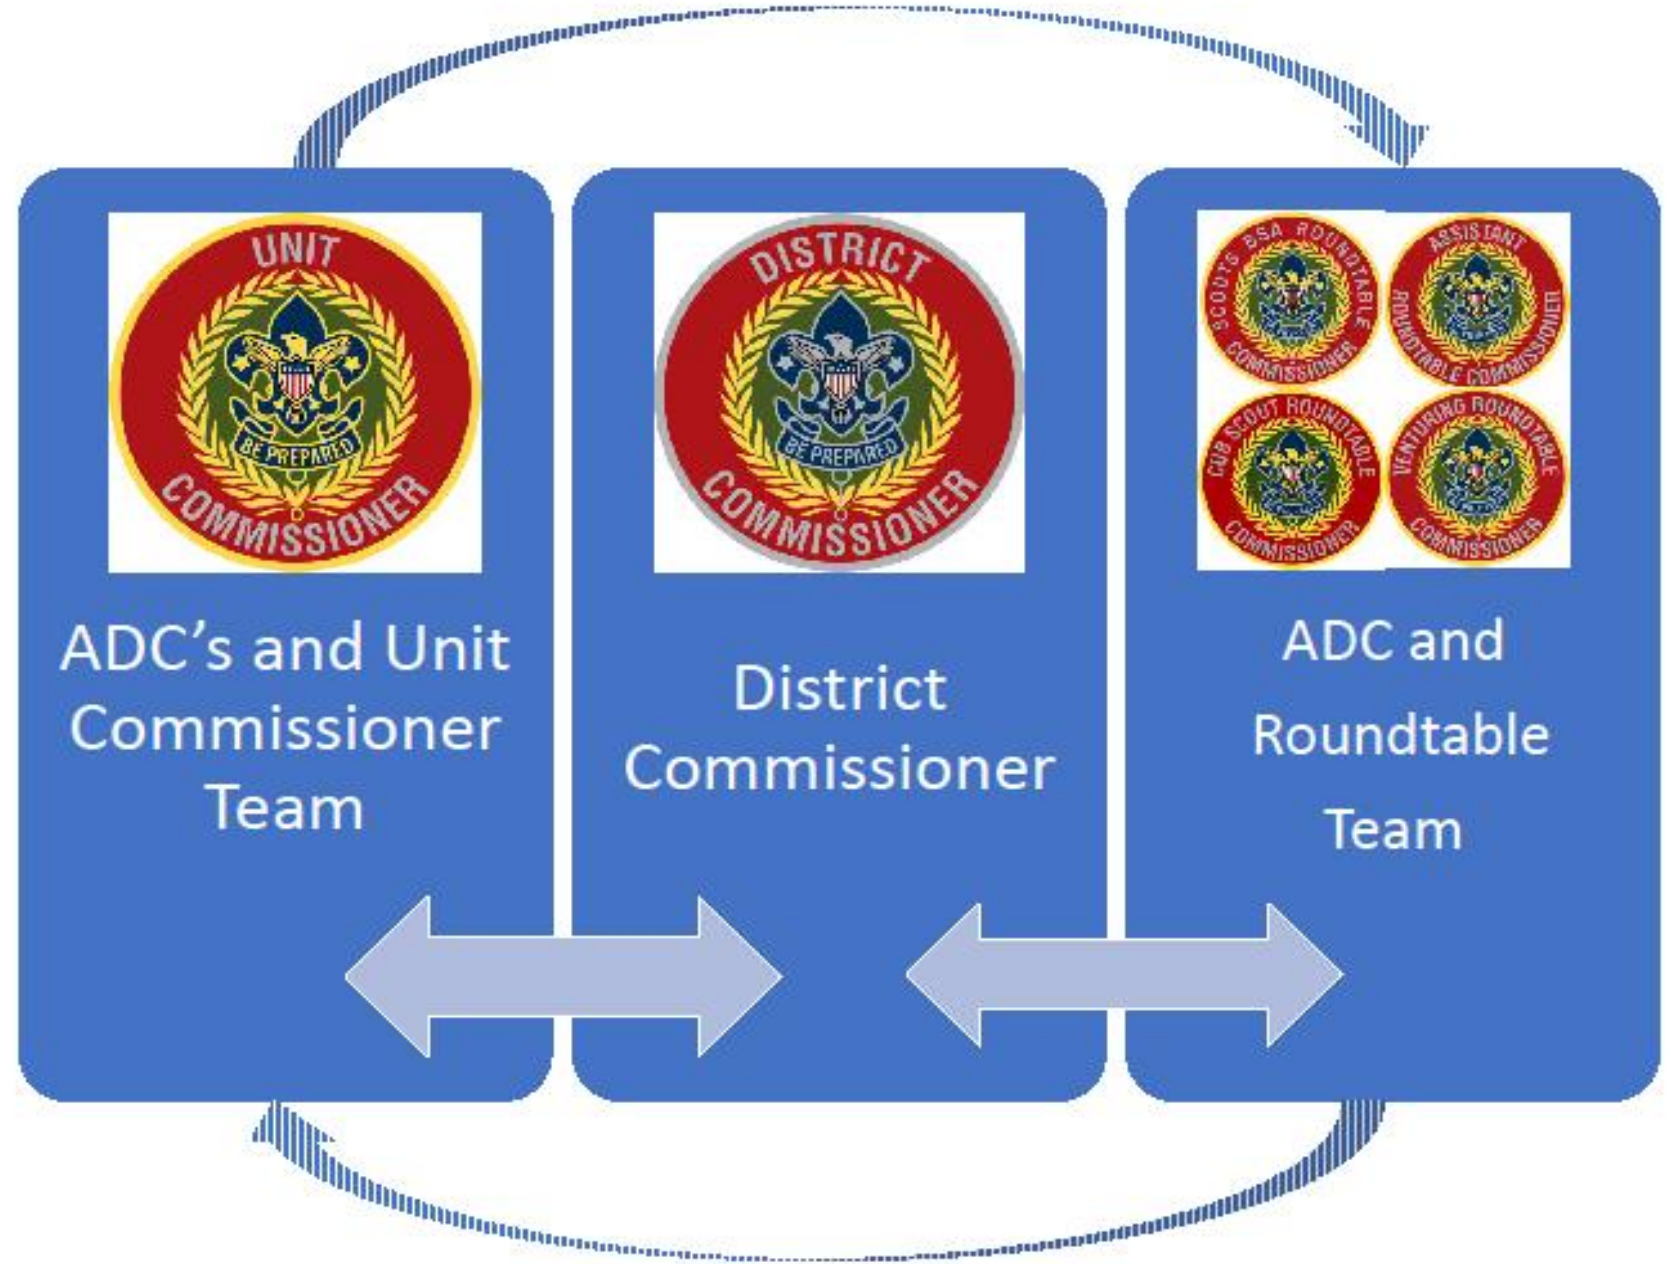 UNIT
BE PREPARED
COMMISSIONER
ADC's and Unit
Commissioner
Team
DISTRICT
BE PREPARED
COMMISSIONER
District
Commissioner
SCOUTS BSA ROUNDTABLE
COMMISSIONER
ASSISTANT
ROUNDTABLE COMMISSIONER
CUB SCOUT ROUNDTABLE
COMMISSIONER
VENTURING ROUNDTABLE
COMMISSIONER
ADC and
Roundtable
Team